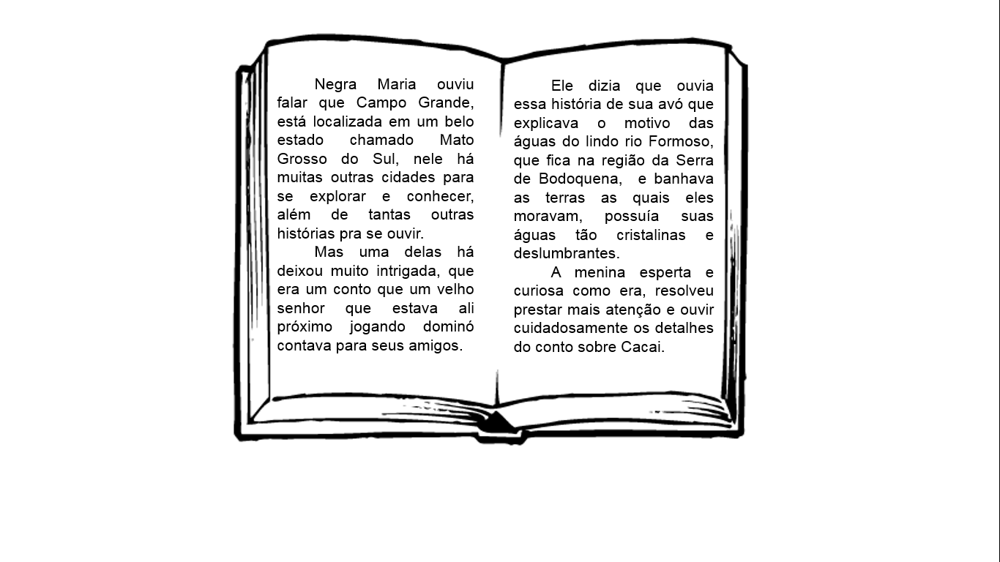 Negra Maria ouviu
falar que Campo Grande,
está localizada em um belo
estado chamado Mato
Grosso do Sul, nele há
muitas outras cidades para
se explorar e conhecer,
além de tantas outras
histórias pra se ouvir.
Mas uma delas há
deixou muito intrigada, que
era um conto que um velho
senhor que estava ali
próximo jogando dominó
contava para seus amigos.
Ele dizia que ouvia
essa história de sua avó que
explicava o motivo das
águas do lindo rio Formoso,
que fica na região da Serra
de Bodoquena, e banhava
as terras as quais eles
moravam, possuía suas
águas tão cristalinas e
deslumbrantes.
A menina esperta e
curiosa como era, resolveu
prestar mais atenção e ouvir
cuidadosamente os detalhes
do conto sobre Cacai.